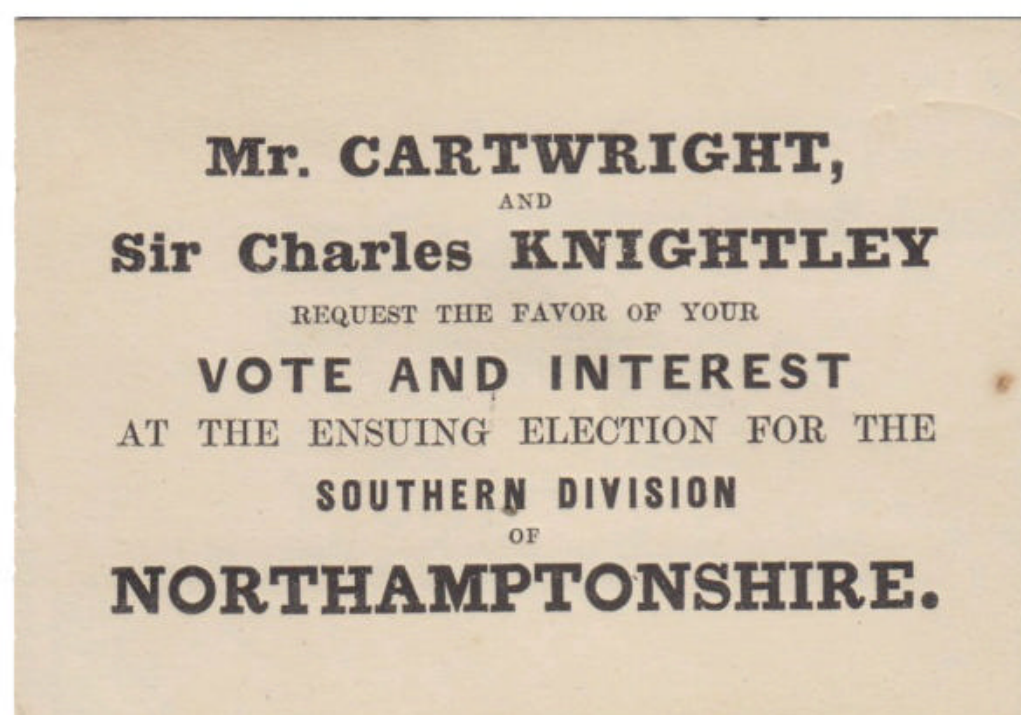 Mr. CARTWRIGHT,
AND
Sir Charles KNIGHTLEY
REQUEST THE FAVOR OF YOUR
VOTE AND INTEREST
AT THE ENSUING ELECTION FOR THE
SOUTHERN DIVISION
OF
NORTHAMPTONSHIRE.